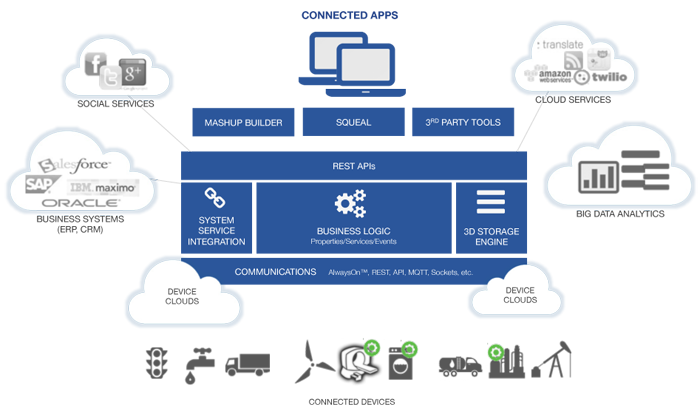 CONNECTED APPS
f
t
g+
SOCIAL SERVICES
translate
amazon
web services
twilio
CLOUD SERVICES
MASHUP BUILDER
SQUEAL
3RD PARTY TOOLS
REST APIs
salesforce
SAP
IBM. maximo
ORACLE
BUSINESS SYSTEMS
(ERP, CRM)
BIG DATA ANALYTICS
SYSTEM
SERVICE
INTEGRATION
BUSINESS LOGIC
Properties/Services/Events
3D STORAGE
ENGINE
COMMUNICATIONS AlwaysOn™, REST, API, MQTT, Sockets, etc.
DEVICE
CLOUDS
DEVICE
CLOUDS
CONNECTED DEVICES